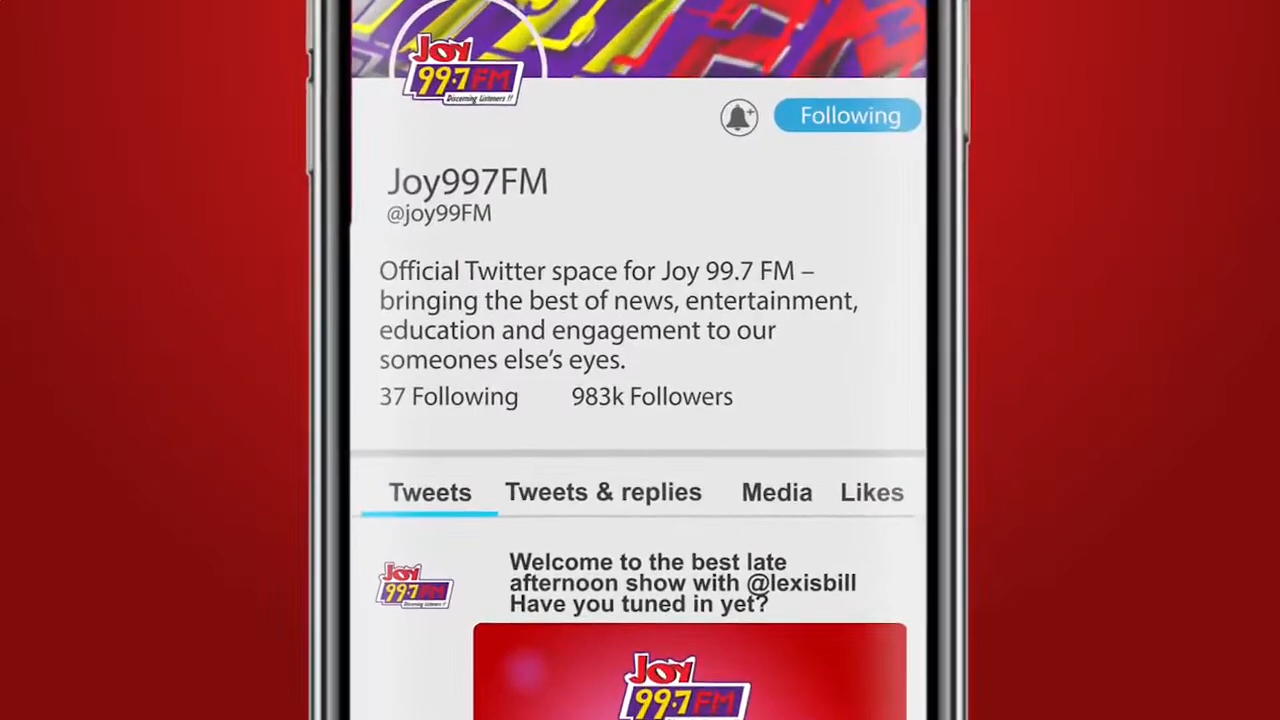 JOY
99.7 FM
Discerning Listeners !!
Following
Joy997FM
@joy99FM
Official Twitter space for Joy 99.7 FM –
bringing the best of news, entertainment,
education and engagement to our
someones else’s eyes.
37 Following 983k Followers
Tweets Tweets & replies Media Likes
JOY
99.7 FM
Discerning Listeners !!
Welcome to the best late
afternoon show with @lexisbill
Have you tuned in yet?
JOY
99.7 FM